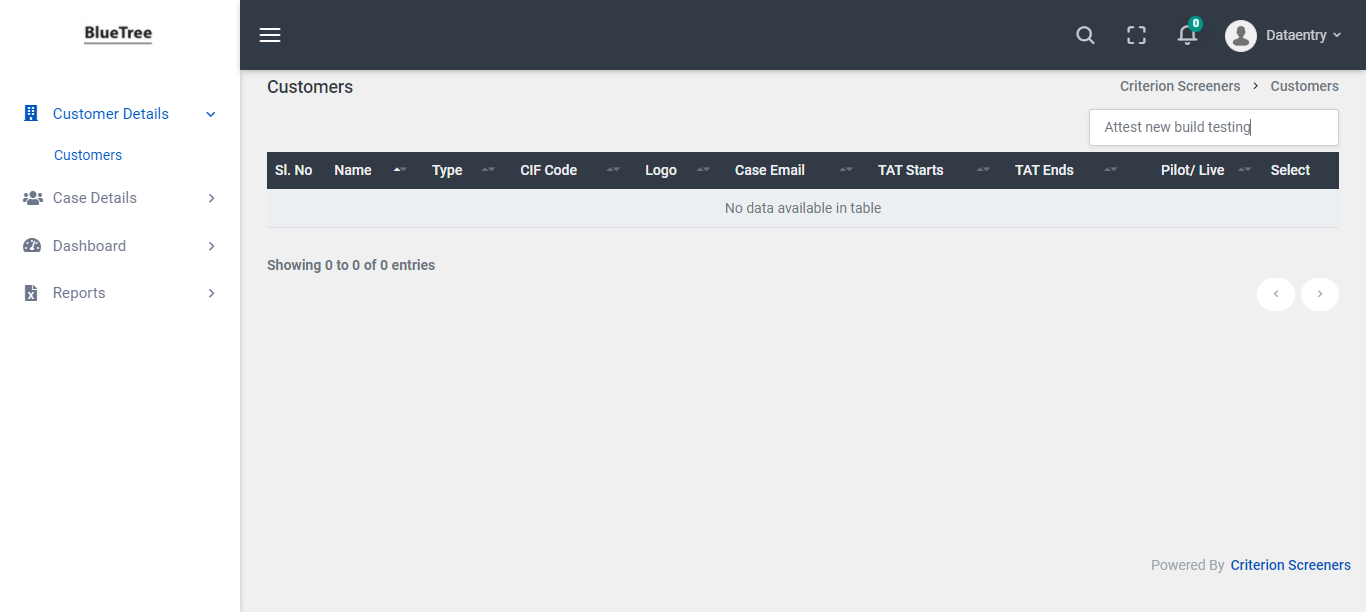 BlueTree
0
Dataentry
Customer Details
Customers
Case Details
Dashboard
Reports
Customers
Criterion Screeners > Customers
Attest new build testing
Sl. No Name Type CIF Code Logo Case Email TAT Starts TAT Ends Pilot/ Live Select
No data available in table
Showing 0 to 0 of 0 entries
Powered By Criterion Screeners